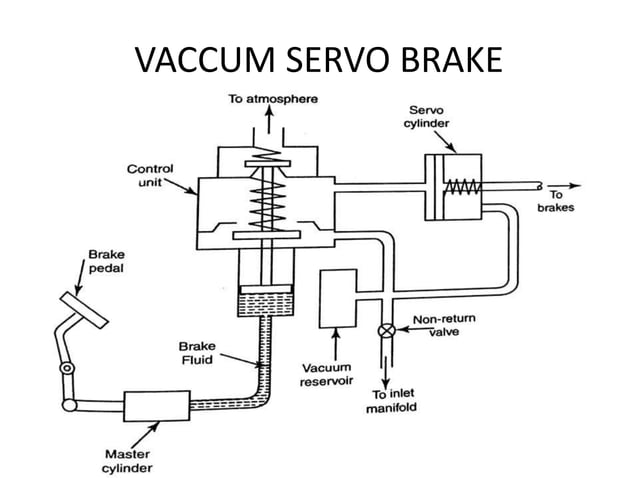 VACCUM SERVO BRAKE
To atmosphere
Servo
cylinder
Control
unit
To
brakes
Brake
pedal
Non-return
valve
Brake
Fluid
Vacuum
reservoir
To inlet
manifold
Master
cylinder